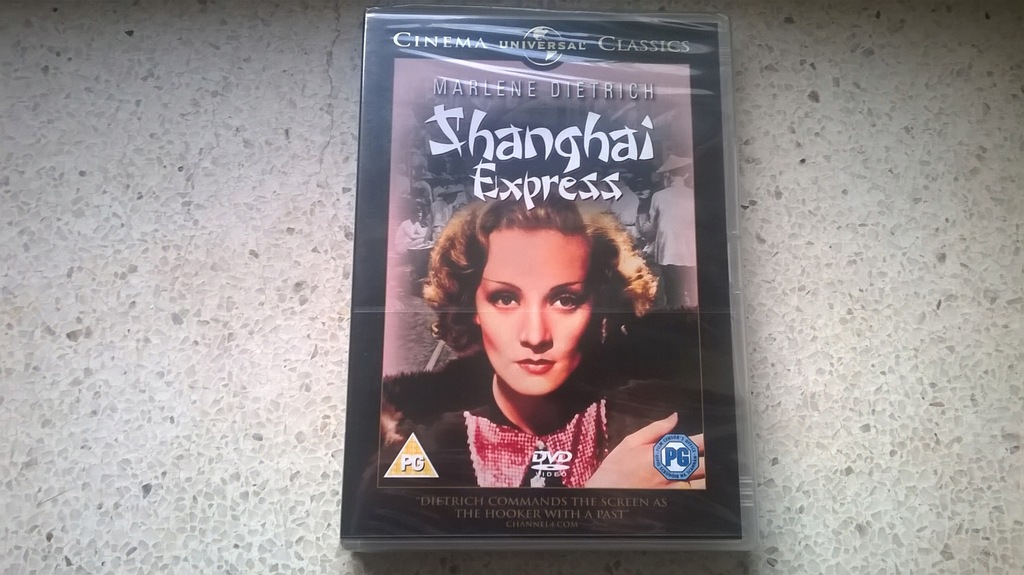 CINEMA UNIVERSAL CLASSICS
MARLENE DIETRICH
Shanghai
Express
PG
DVD
VIDEO
PG
"DIETRICH COMMANDS THE SCREEN AS
THE HOOKER WITH A PAST"
CHANNEL4.COM